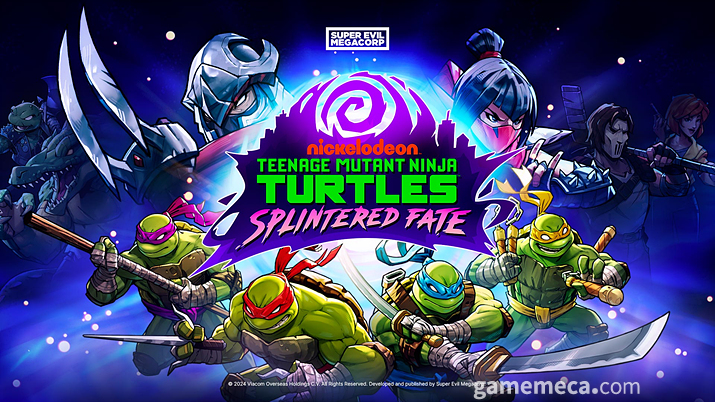 SUPER EVIL
MEGACORP
nickelodeon
TEENAGE MUTANT NINJA
TURTLES
SPLINTERED FATE
© 2024 Viacom Overseas Holdings C.V. All Rights Reserved. Developed and published by Super Evil
gamemeca.com